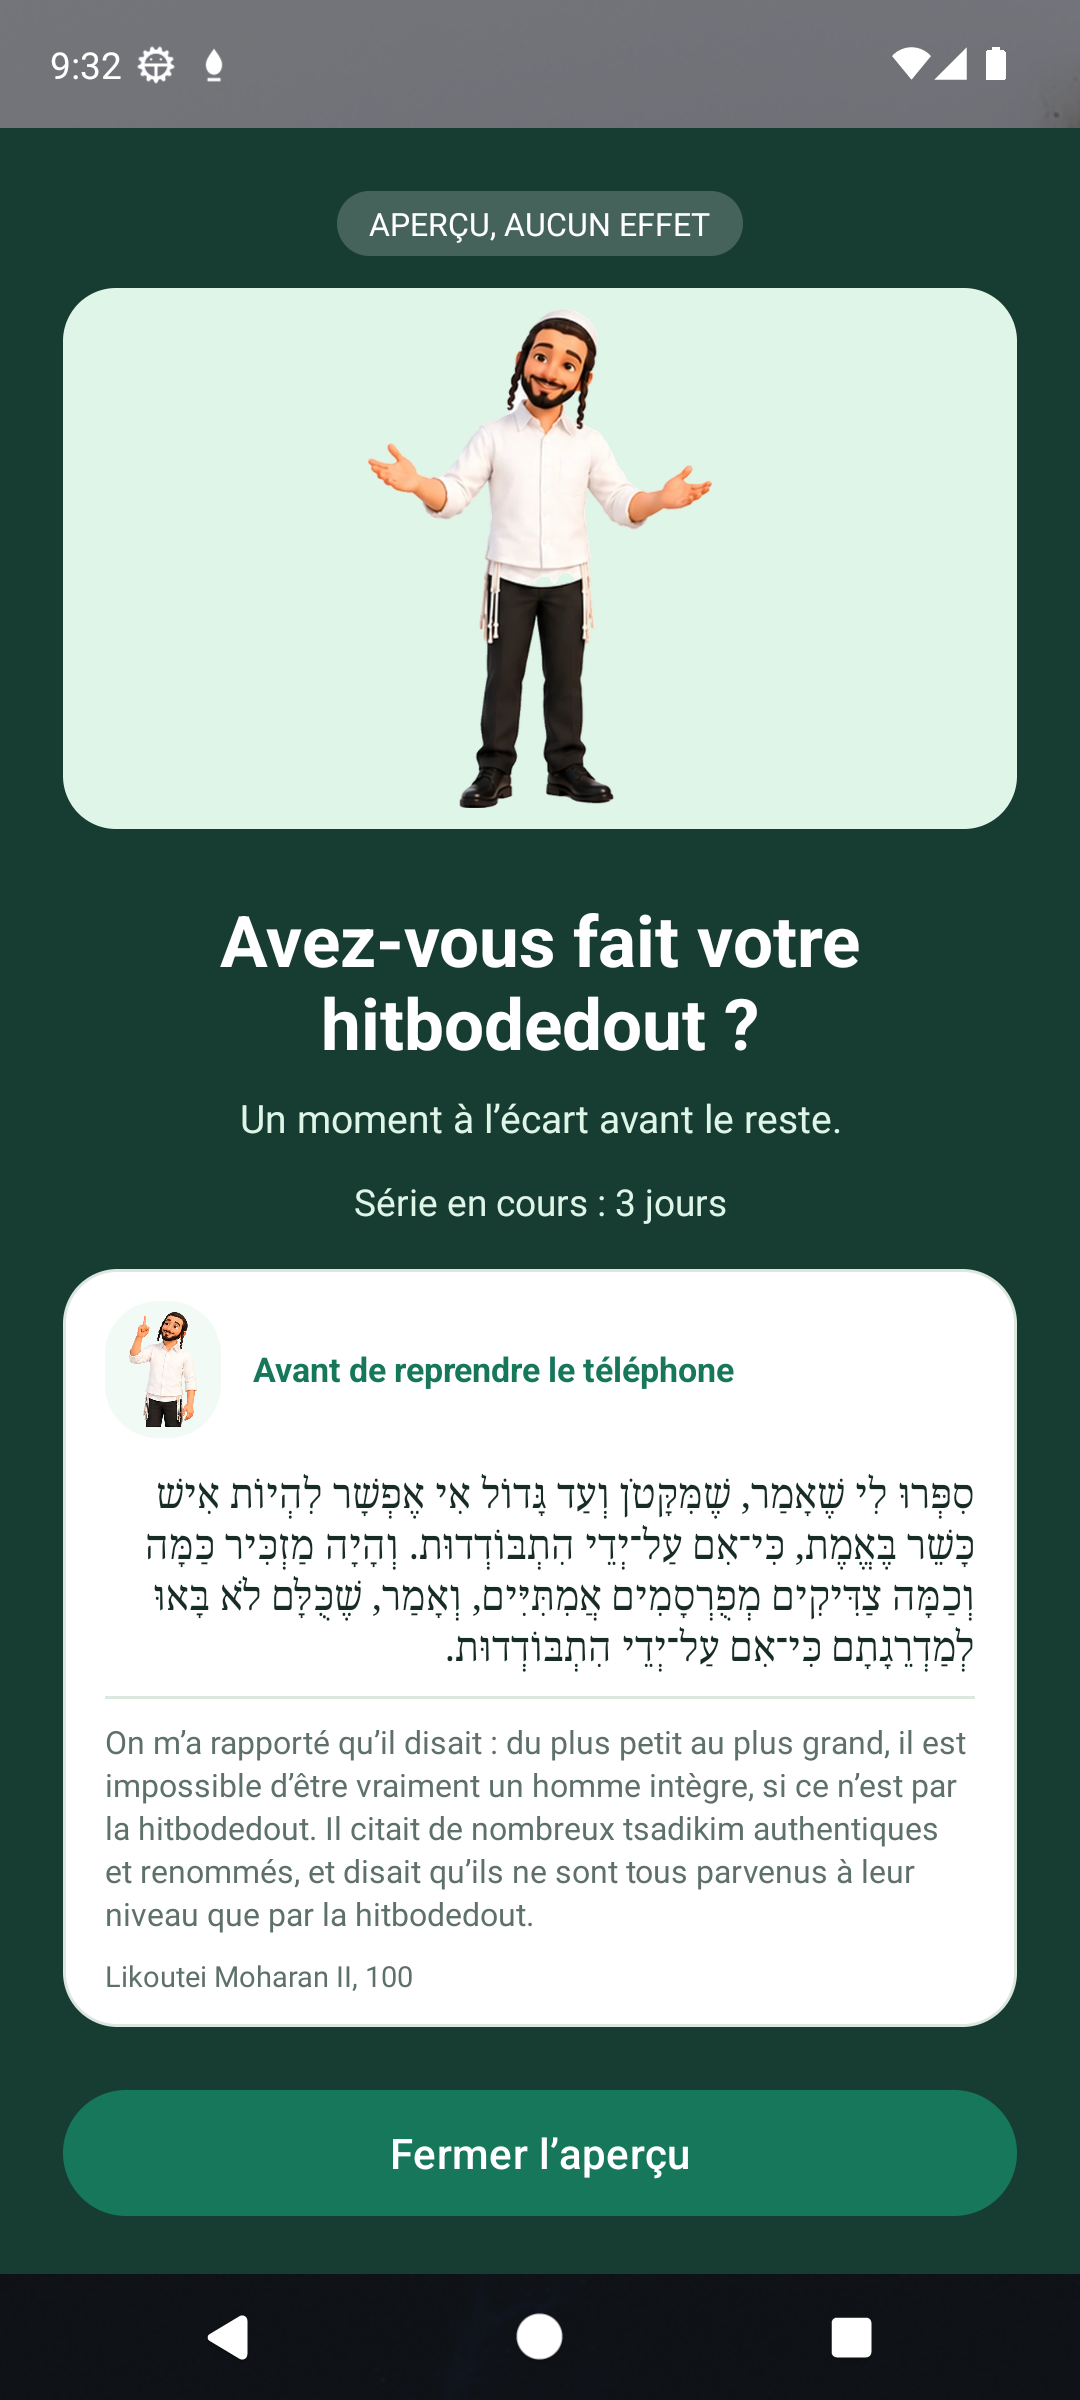 9:32
APERÇU, AUCUN EFFET
Avez-vous fait votre
hitbodedout ?
Un moment à l’écart avant le reste.
Série en cours : 3 jours
Avant de reprendre le téléphone
סִפְּרוּ לִי שֶׁאָמַר, שֶׁמִּקָּטֹן וְעַד גָּדוֹל אִי אֶפְשָׁר לִהְיוֹת אִישׁ
כָּשֵׁר בֶּאֱמֶת, כִּי־אִם עַל־יְדֵי הִתְבּוֹדְדוּת. וְהָיָה מַזְכִּיר כַּמָּה
וְכַמָּה צַדִּיקִים מְפֻרְסָמִים אֲמִתִּיִּים, וְאָמַר, שֶׁכֻּלָּם לֹא בָּאוּ
לְמַדְרֵגָתָם כִּי־אִם עַל־יְדֵי הִתְבּוֹדְדוּת.
On m’a rapporté qu’il disait : du plus petit au plus grand, il est
impossible d’être vraiment un homme intègre, si ce n’est par
la hitbodedout. Il citait de nombreux tsadikim authentiques
et renommés, et disait qu’ils ne sont tous parvenus à leur
niveau que par la hitbodedout.
Likoutei Moharan II, 100
Fermer l’aperçu